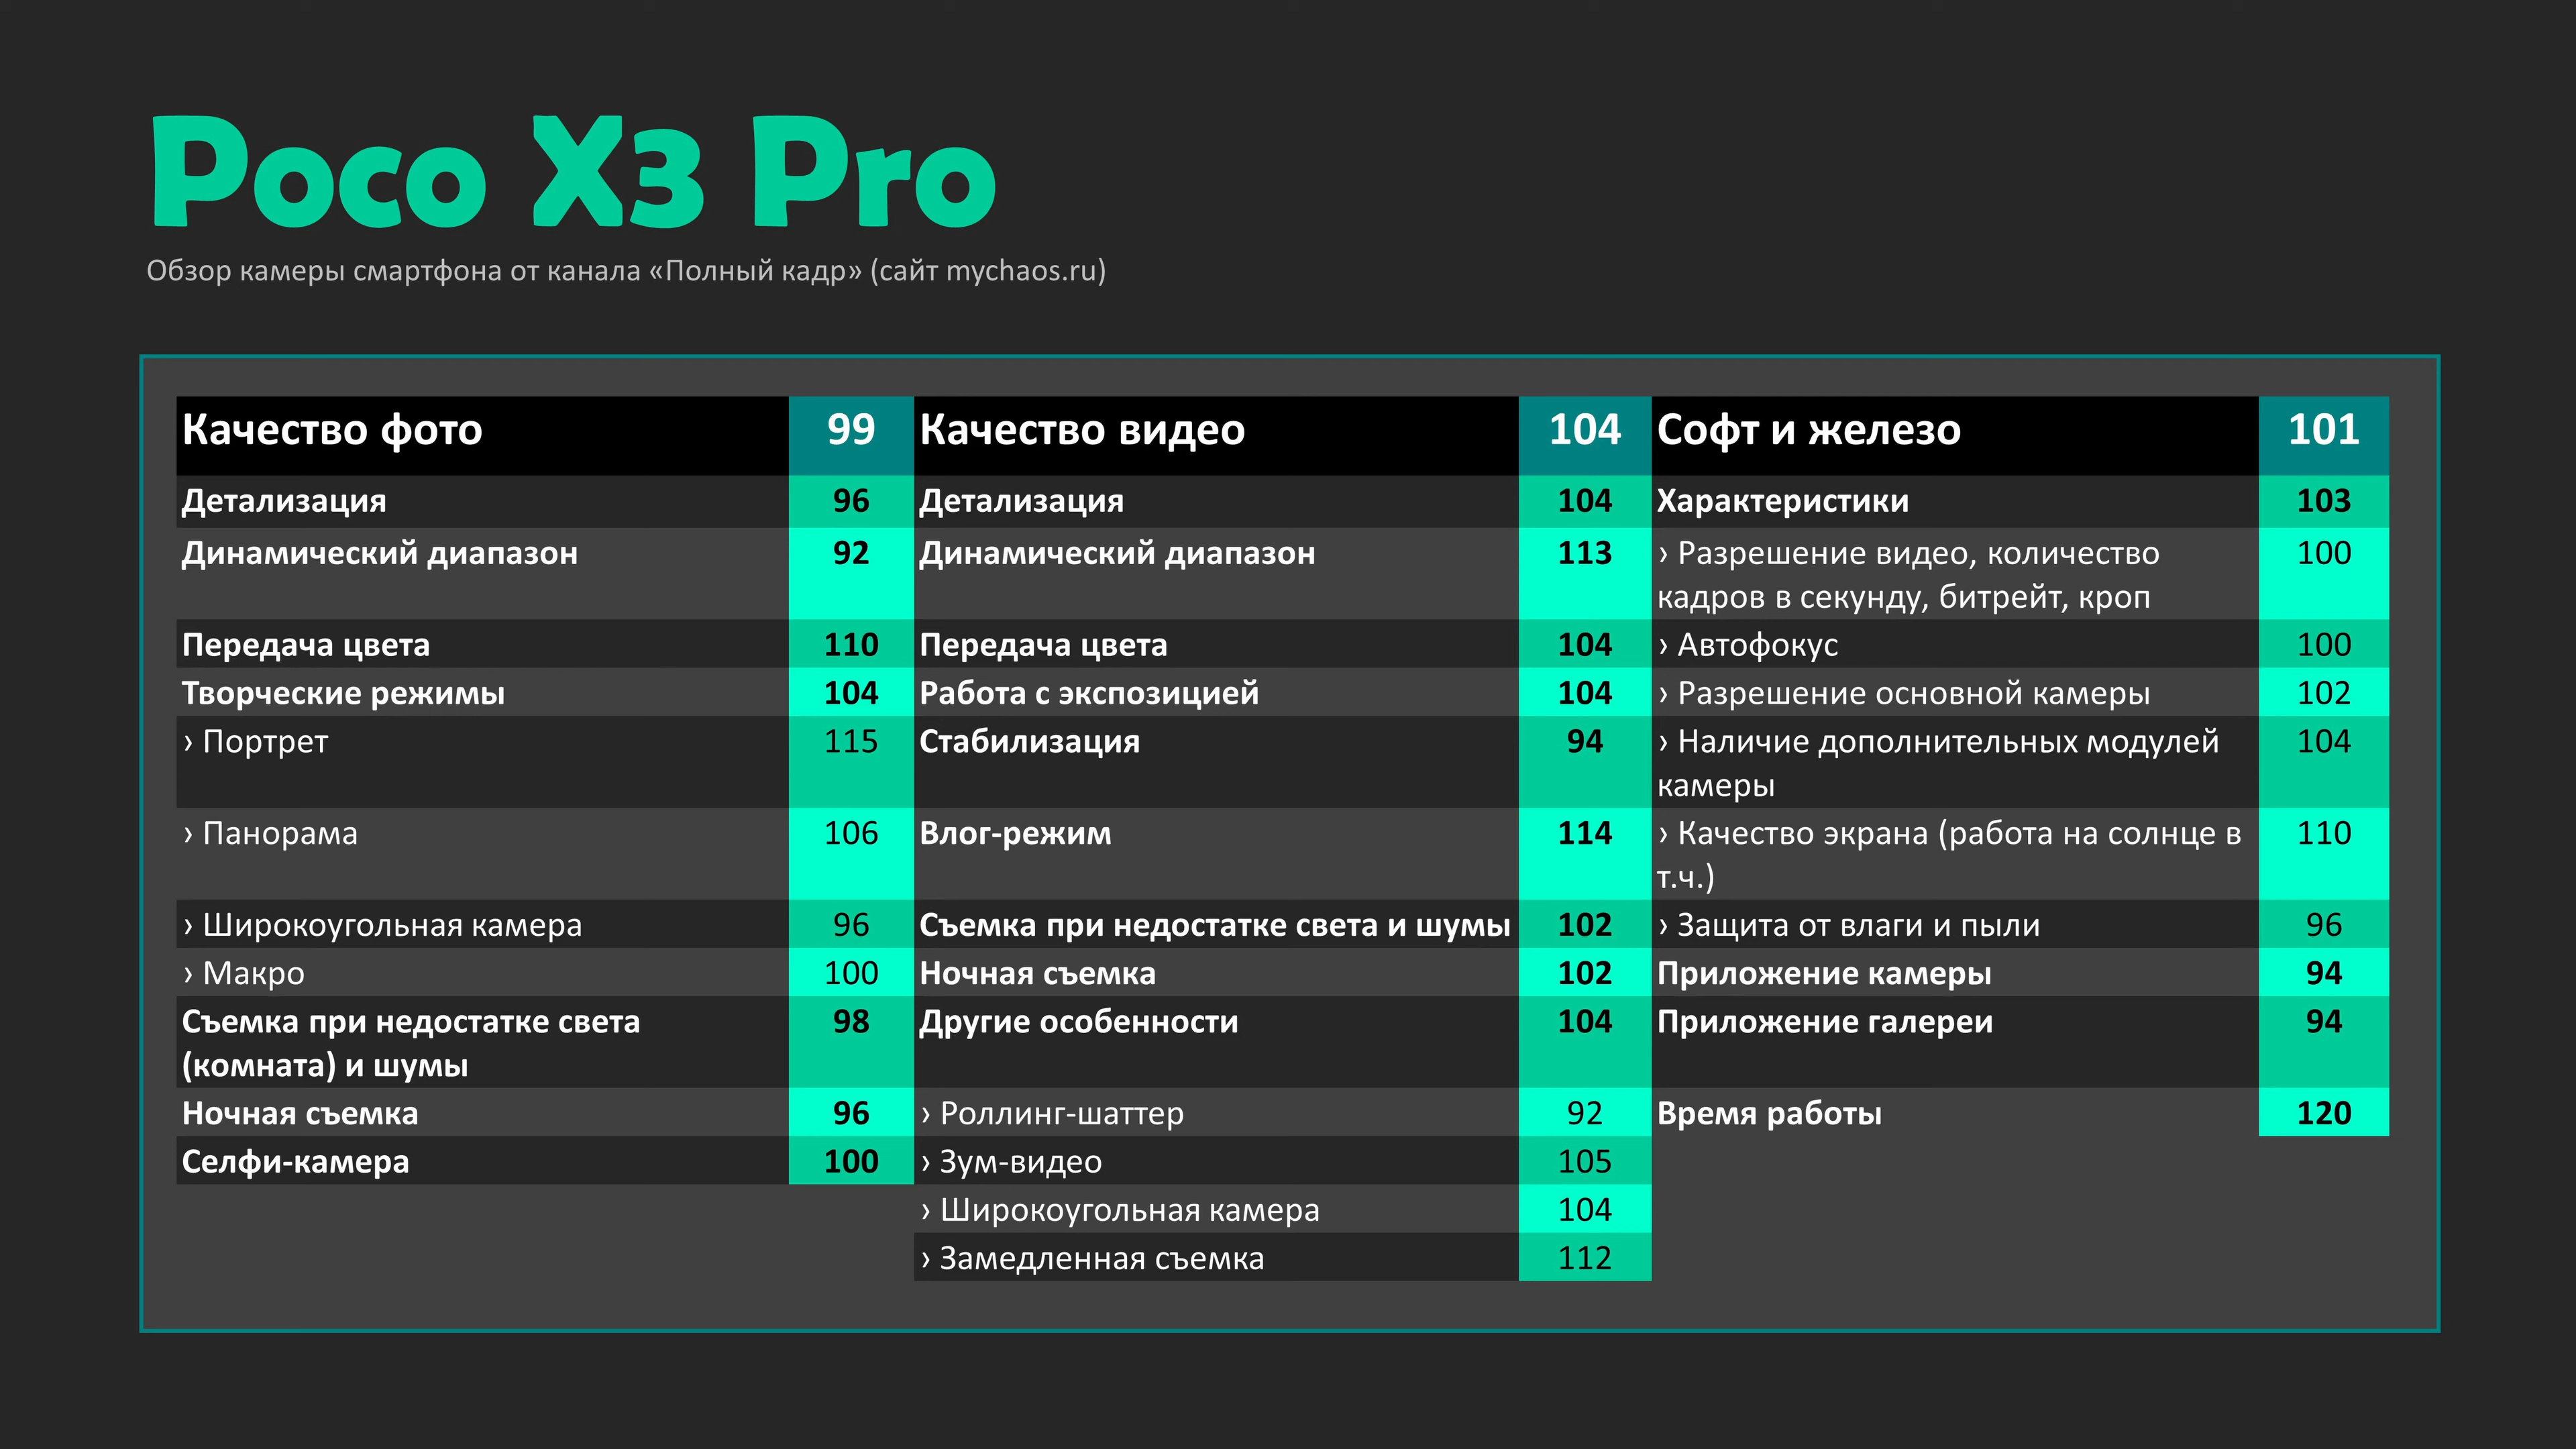 Poco X3 Pro
Обзор камеры смартфона от канала «Полный кадр» (сайт mychaos.ru)
Качество фото 99 Качество видео 104 Софт и железо 101
Детализация 96 Детализация 104 Характеристики 103
Динамический диапазон 92 Динамический диапазон 113 › Разрешение видео, количество 100
кадров в секунду, битрейт, кроп
Передача цвета 110 Передача цвета 104 › Автофокус 100
Творческие режимы 104 Работа с экспозицией 104 › Разрешение основной камеры 102
› Портрет 115 Стабилизация 94 › Наличие дополнительных модулей 104
камеры
› Панорама 106 Влог-режим 114 › Качество экрана (работа на солнце в 110
т.ч.)
› Широкоугольная камера 96 Съемка при недостатке света и шумы 102 › Защита от влаги и пыли 96
› Макро 100 Ночная съемка 102 Приложение камеры 94
Съемка при недостатке света 98 Другие особенности 104 Приложение галереи 94
(комната) и шумы
Ночная съемка 96 › Роллинг-шаттер 92 Время работы 120
Селфи-камера 100 › Зум-видео 105
› Широкоугольная камера 104
› Замедленная съемка 112